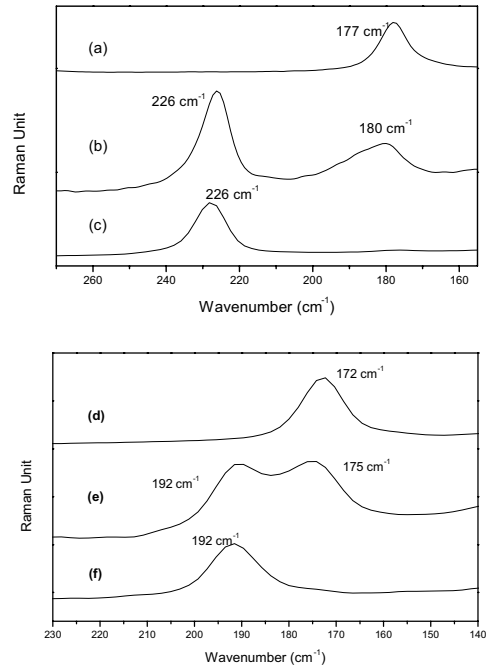 177 cm-1
(a)
226 cm-1
180 cm-1
(b)
226 cm-1
(c)
Raman Unit
260 240 220 200 180 160
Wavenumber (cm-1)
172 cm-1
(d)
192 cm-1
175 cm-1
(e)
192 cm-1
(f)
Raman Unit
230 220 210 200 190 180 170 160 150 140
Wavenumber (cm-1)